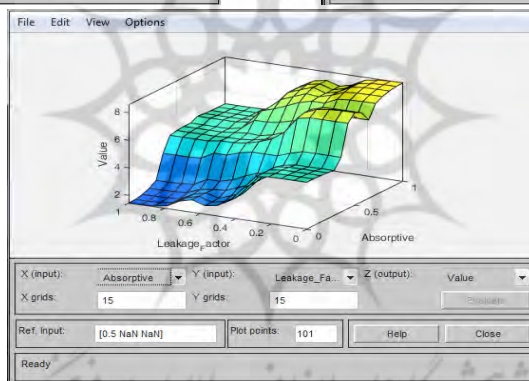 File Edit View Options
8
6
4
2
Value
1
0.8
0.6
0.4
0.2
0
Leakage_Factor
0
0.5
1
Absorptive
X (input): Absorptive Y (input): Leakage_Fa... Z (output): Value
X grids: 15 Y grids: 15 Evaluate
Ref. Input: [0.5 NaN NaN] Plot points: 101 Help Close
Ready